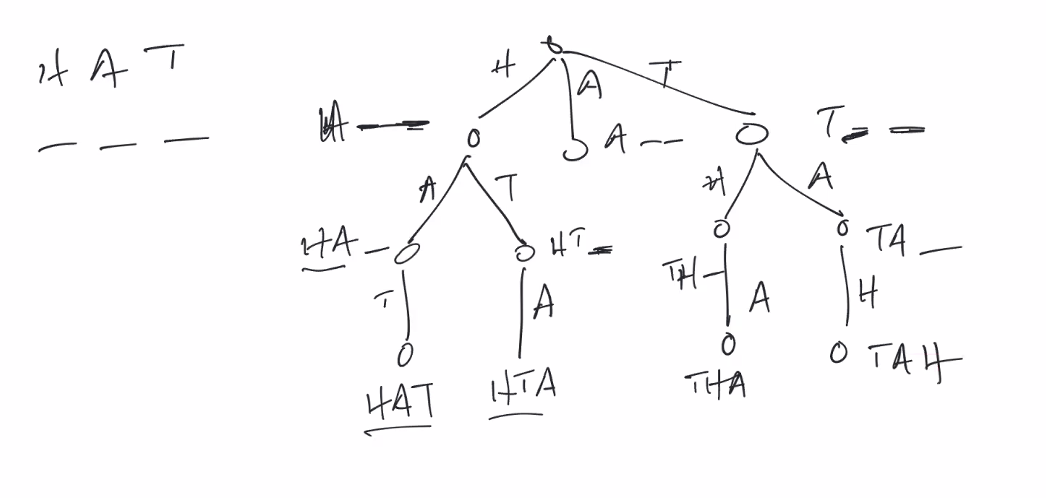 H A T
H A T
H _ _
A _ _
T _ _
A T
H A
HA _
HT _
TH _
TA _
T
A
A
H
HAT
HTA
THA
TAH